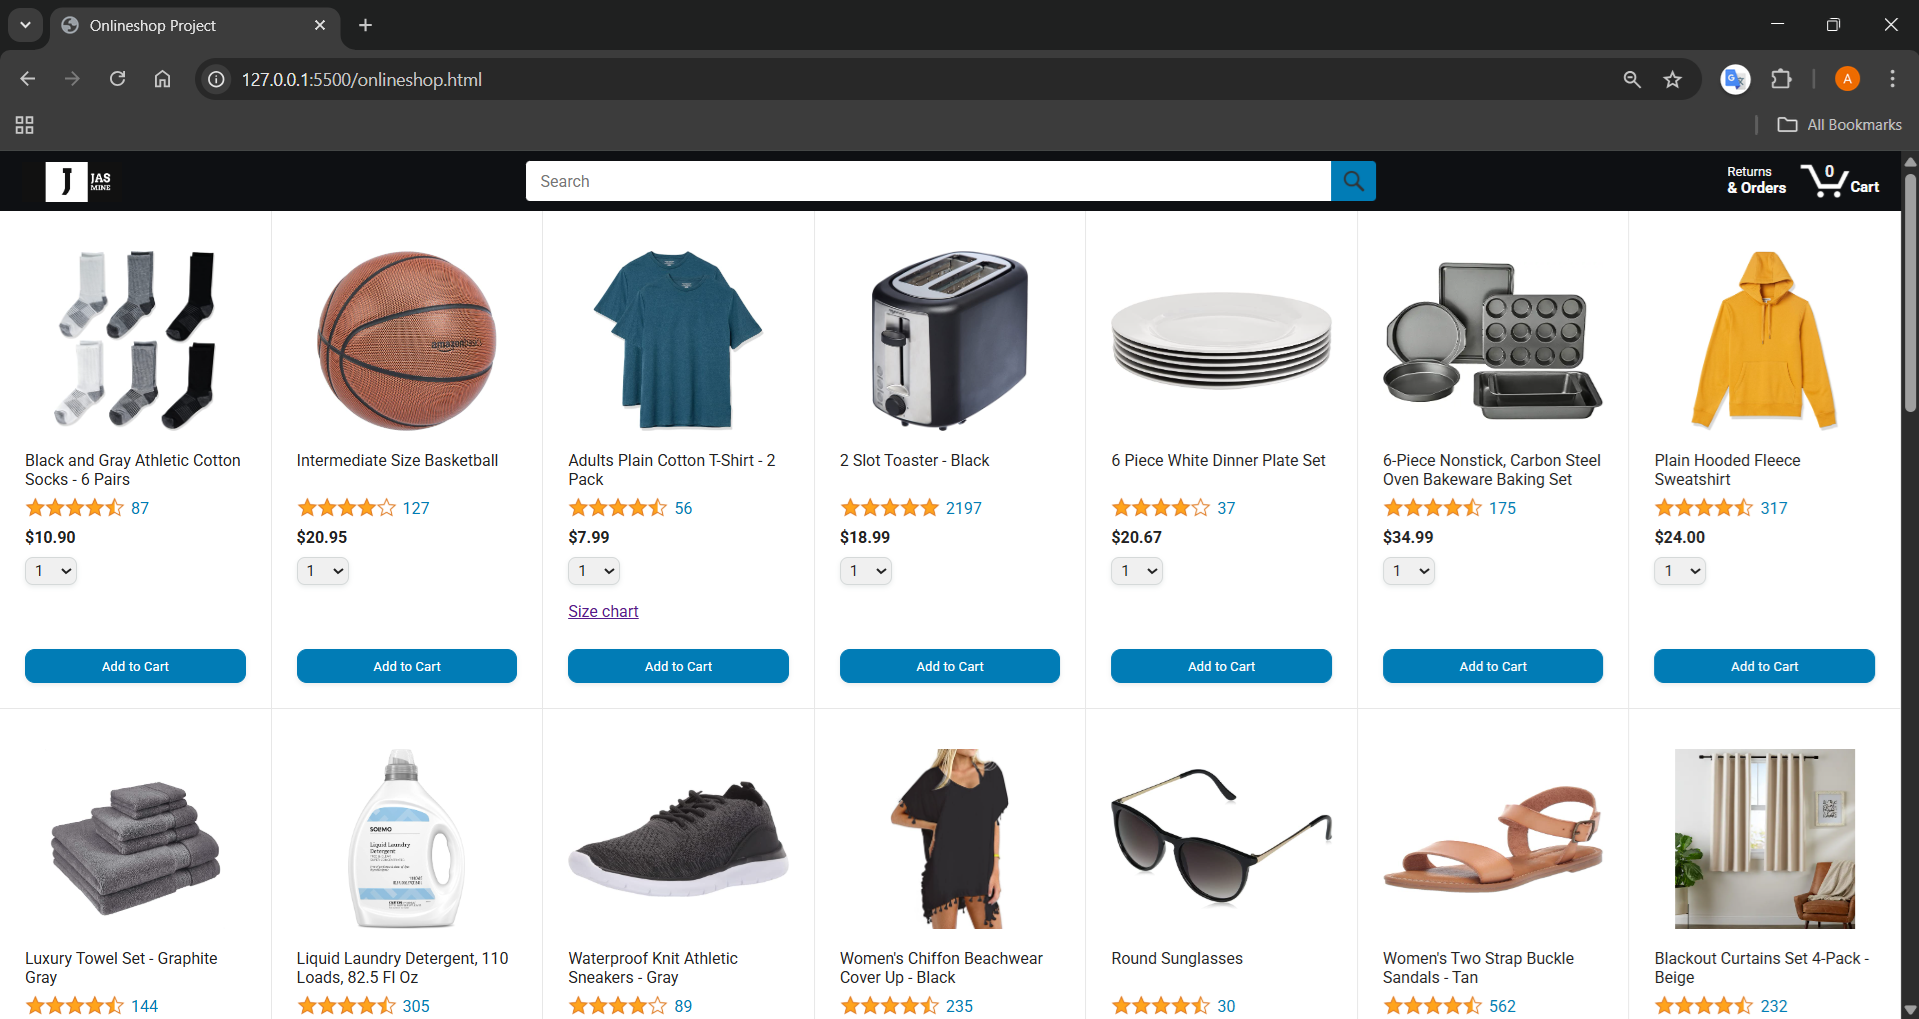 Onlineshop Project
127.0.0.1:5500/onlineshop.html
A
All Bookmarks
J JAS
MINE
Search
Returns
& Orders
0
Cart
Black and Gray Athletic Cotton
Socks - 6 Pairs
87
$10.90
1
Add to Cart
Intermediate Size Basketball
127
$20.95
1
Add to Cart
Adults Plain Cotton T-Shirt - 2
Pack
56
$7.99
1
Size chart
Add to Cart
2 Slot Toaster - Black
2197
$18.99
1
Add to Cart
6 Piece White Dinner Plate Set
37
$20.67
1
Add to Cart
6-Piece Nonstick, Carbon Steel
Oven Bakeware Baking Set
175
$34.99
1
Add to Cart
Plain Hooded Fleece
Sweatshirt
317
$24.00
1
Add to Cart
Luxury Towel Set - Graphite
Gray
144
SOLIMO
Liquid Laundry
Detergent
Liquid Laundry Detergent, 110
Loads, 82.5 Fl Oz
305
Waterproof Knit Athletic
Sneakers - Gray
89
Women's Chiffon Beachwear
Cover Up - Black
235
Round Sunglasses
30
Women's Two Strap Buckle
Sandals - Tan
562
Blackout Curtains Set 4-Pack -
Beige
232